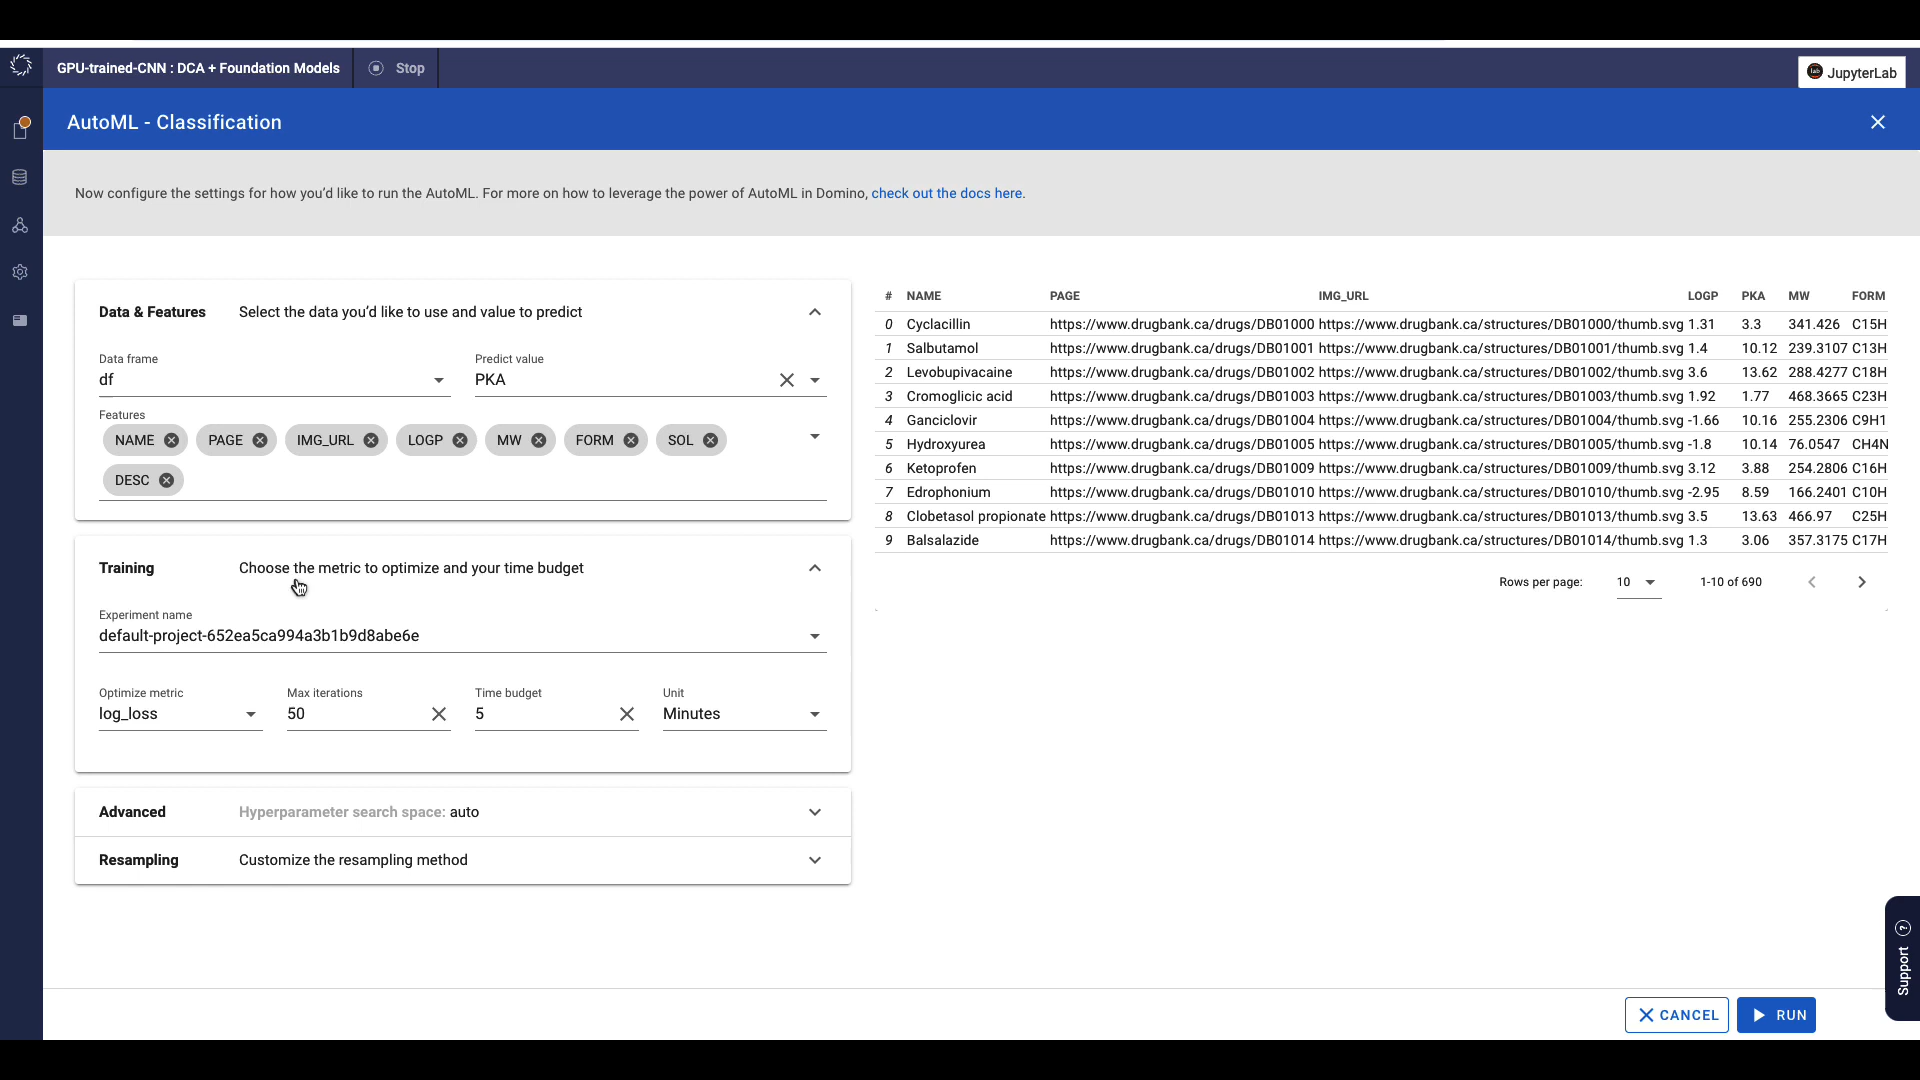 GPU-trained-CNN : DCA + Foundation Models
Stop
lab JupyterLab
AutoML - Classification
Now configure the settings for how you’d like to run the AutoML. For more on how to leverage the power of AutoML in Domino, check out the docs here.
Data & Features Select the data you’d like to use and value to predict
Data frame Predict value
df PKA
Features
NAME PAGE IMG_URL LOGP MW FORM SOL
DESC
Training Choose the metric to optimize and your time budget
Experiment name
default-project-652ea5ca994a3b1b9d8abe6e
Optimize metric Max iterations Time budget Unit
log_loss 50 5 Minutes
Advanced Hyperparameter search space: auto
Resampling Customize the resampling method
# NAME PAGE IMG_URL LOGP PKA MW FORM
0 Cyclacillin https://www.drugbank.ca/drugs/DB01000 https://www.drugbank.ca/structures/DB01000/thumb.svg 1.31 3.3 341.426 C15H
1 Salbutamol https://www.drugbank.ca/drugs/DB01001 https://www.drugbank.ca/structures/DB01001/thumb.svg 1.4 10.12 239.3107 C13H
2 Levobupivacaine https://www.drugbank.ca/drugs/DB01002 https://www.drugbank.ca/structures/DB01002/thumb.svg 3.6 13.62 288.4277 C18H
3 Cromoglicic acid https://www.drugbank.ca/drugs/DB01003 https://www.drugbank.ca/structures/DB01003/thumb.svg 1.92 1.77 468.3665 C23H
4 Ganciclovir https://www.drugbank.ca/drugs/DB01004 https://www.drugbank.ca/structures/DB01004/thumb.svg -1.66 10.16 255.2306 C9H1
5 Hydroxyurea https://www.drugbank.ca/drugs/DB01005 https://www.drugbank.ca/structures/DB01005/thumb.svg -1.8 10.14 76.0547 CH4N
6 Ketoprofen https://www.drugbank.ca/drugs/DB01009 https://www.drugbank.ca/structures/DB01009/thumb.svg 3.12 3.88 254.2806 C16H
7 Edrophonium https://www.drugbank.ca/drugs/DB01010 https://www.drugbank.ca/structures/DB01010/thumb.svg -2.95 8.59 166.2401 C10H
8 Clobetasol propionate https://www.drugbank.ca/drugs/DB01013 https://www.drugbank.ca/structures/DB01013/thumb.svg 3.5 13.63 466.97 C25H
9 Balsalazide https://www.drugbank.ca/drugs/DB01014 https://www.drugbank.ca/structures/DB01014/thumb.svg 1.3 3.06 357.3175 C17H
Rows per page: 10 1-10 of 690
Support ?
CANCEL RUN